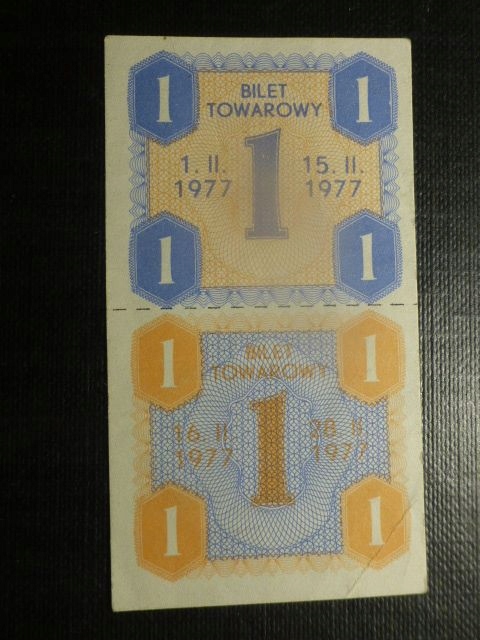 1 1
BILET
TOWAROWY
1
1. II. 15. II.
1977 1977
1 1
1 1
BILET
TOWAROWY
1
16. II 28. II
1977 1977
1 1